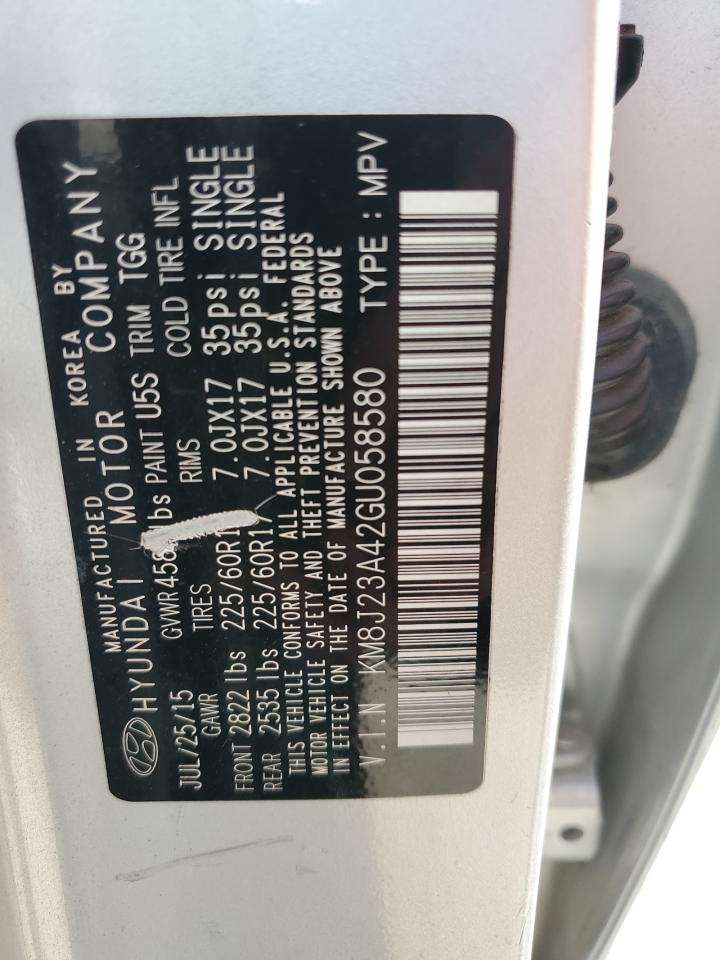 MANUFACTURED IN KOREA BY
HYUNDAI MOTOR COMPANY
JUL/25/15 PAINT U5S TRIM TGG
GAWR TIRES RIMS COLD TIRE INFL
FRONT 2822 lbs 7.0JX17 35psi SINGLE
REAR 2535 lbs 225/60R17 7.0JX17 35psi SINGLE
THIS VEHICLE CONFORMS TO ALL APPLICABLE U.S.A. FEDERAL
MOTOR VEHICLE SAFETY AND THEFT PREVENTION STANDARDS
IN EFFECT ON THE DATE OF MANUFACTURE SHOWN ABOVE
V.I.N KM8J23A42GU058580 TYPE : MPV